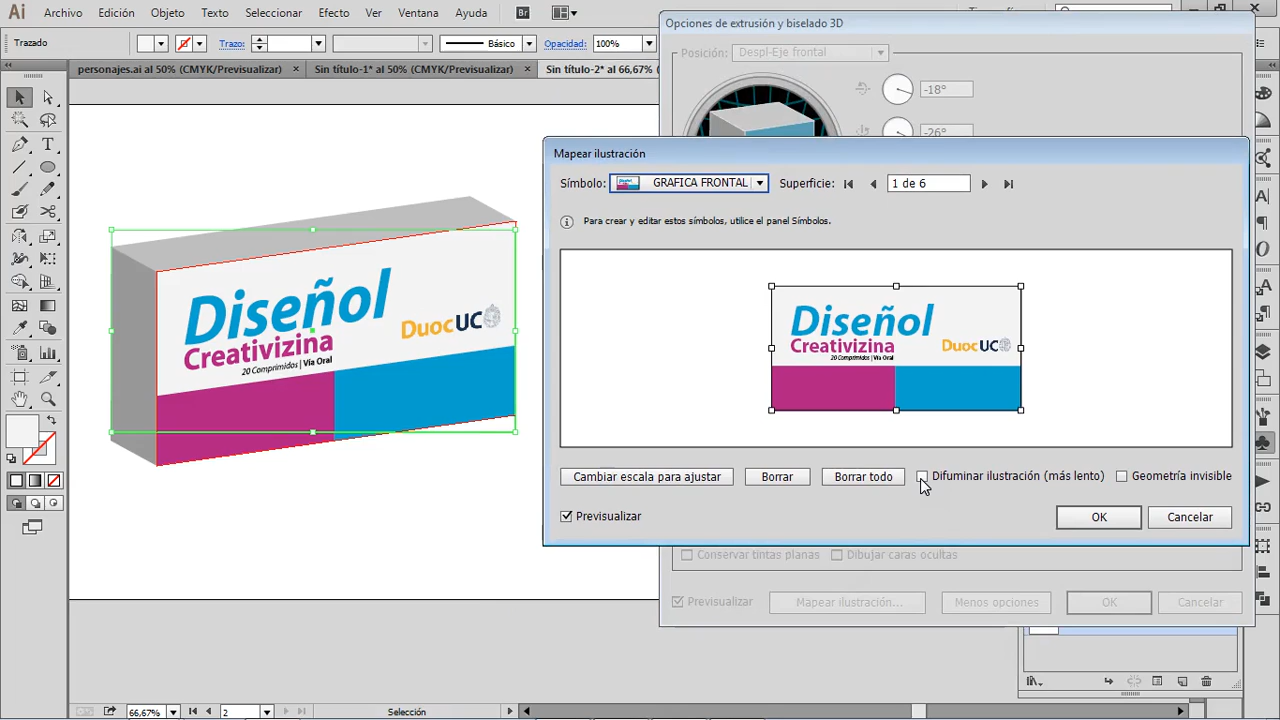 Ai Archivo Edición Objeto Texto Seleccionar Efecto Ver Ventana Ayuda Br
Opciones de extrusión y biselado 3D
Trazado Trazo: Básico Opacidad: 100%
Posición: Despl-Eje frontal
personajes.ai al 50% (CMYK/Previsualizar) × Sin título-1* al 50% (CMYK/Previsualizar) × Sin título-2* al 66,67%
-18°
-26°
Mapear ilustración
Símbolo: GRAFICA FRONTAL Superficie: 1 de 6
Para crear y editar estos símbolos, utilice el panel Símbolos.
Diseñol
Creativizina
20 Comprimidos | Vía Oral
DuocUC
Diseñol
Creativizina
20 Comprimidos | Vía Oral
DuocUC
Cambiar escala para ajustar Borrar Borrar todo Difuminar ilustración (más lento) Geometría invisible
Previsualizar OK Cancelar
Conservar tintas planas Dibujar caras ocultas
Previsualizar Mapear ilustración... Menos opciones OK Cancelar
66,67% 2 Selección